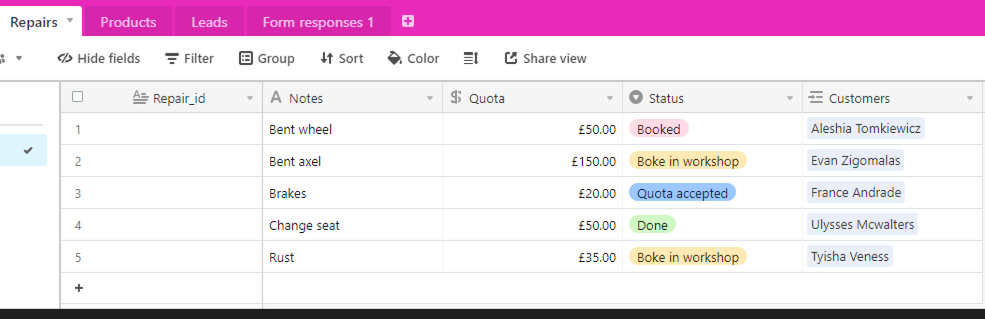 Repairs Products Leads Form responses 1
Hide fields Filter Group Sort Color Share view
Repair_id Notes Quota Status Customers
1 Bent wheel £50.00 Booked Aleshia Tomkiewicz
2 Bent axel £150.00 Boke in workshop Evan Zigomalas
3 Brakes £20.00 Quota accepted France Andrade
4 Change seat £50.00 Done Ulysses Mcwalters
5 Rust £35.00 Boke in workshop Tyisha Veness
+